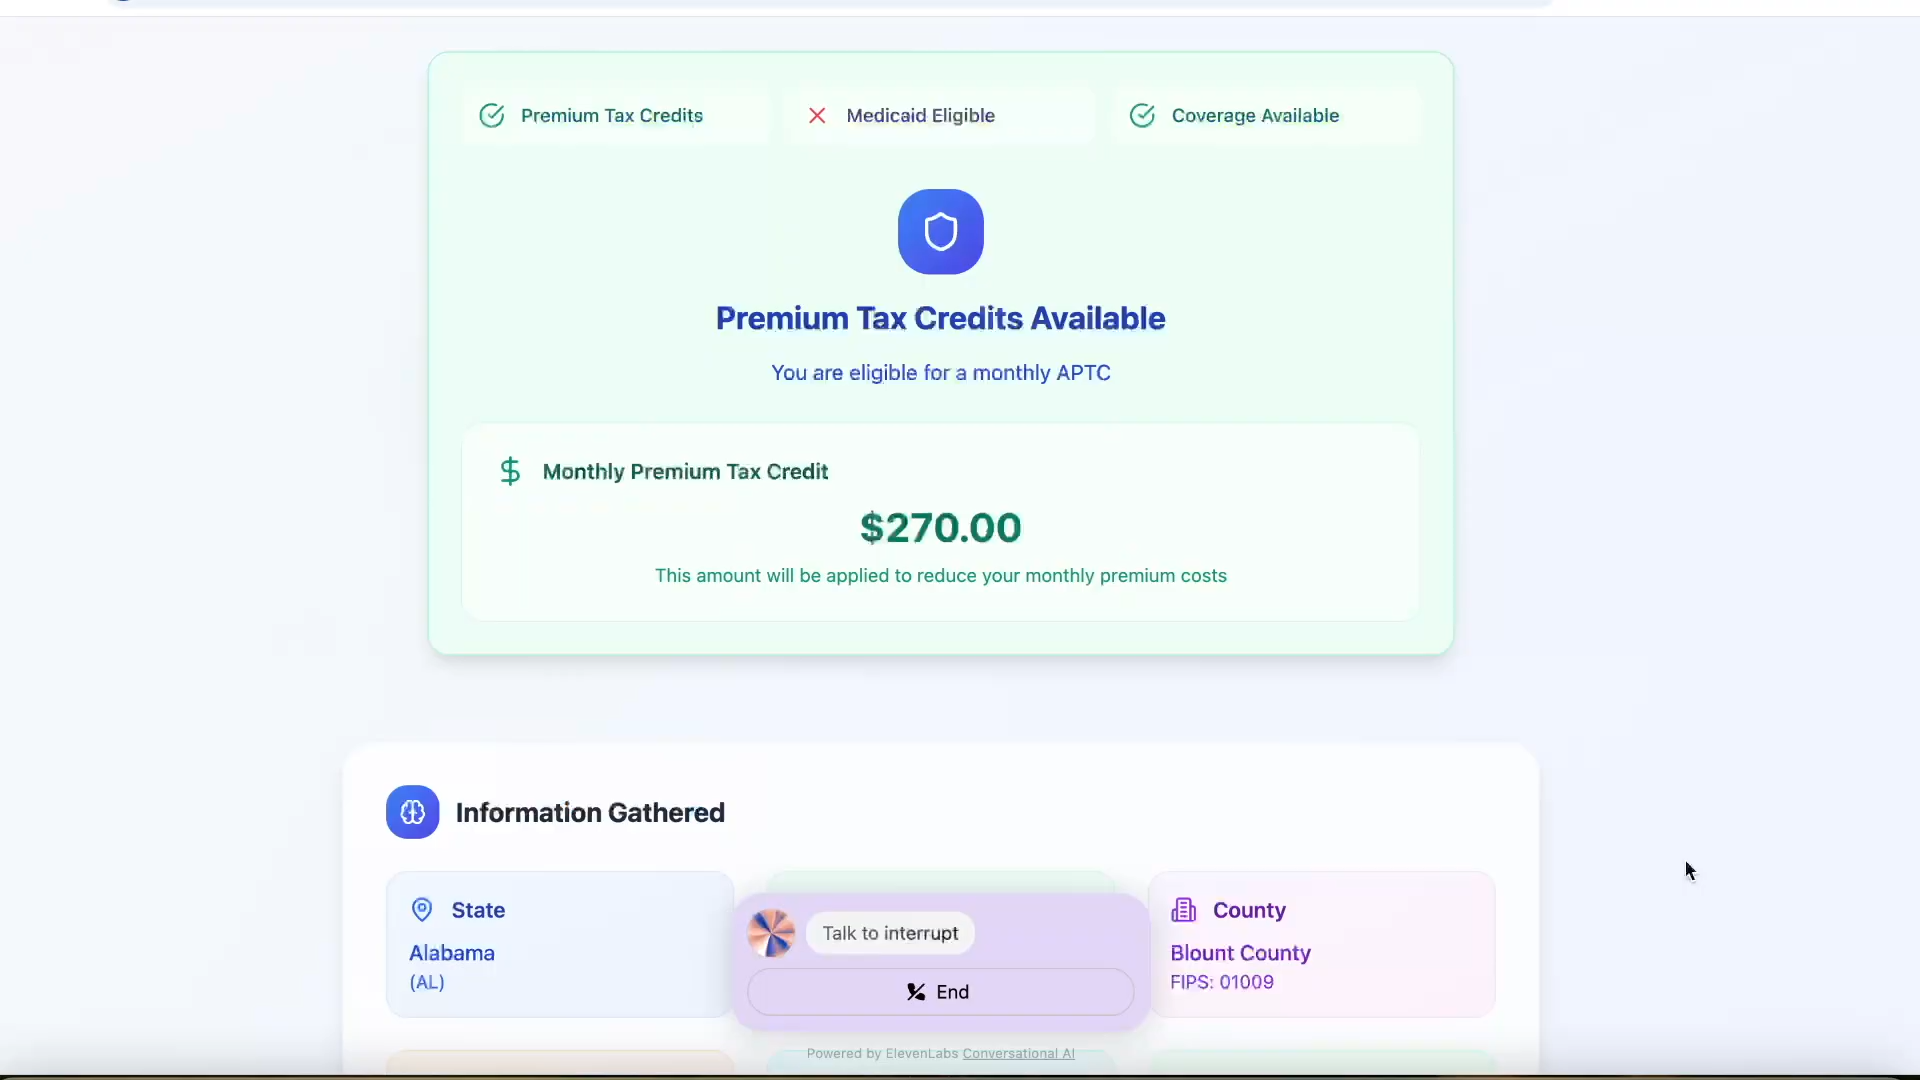 Premium Tax Credits
Medicaid Eligible
Coverage Available
Premium Tax Credits Available
You are eligible for a monthly APTC
Monthly Premium Tax Credit
$270.00
This amount will be applied to reduce your monthly premium costs
Information Gathered
State
Alabama
(AL)
County
Blount County
FIPS: 01009
Talk to interrupt
End
Powered by ElevenLabs Conversational AI